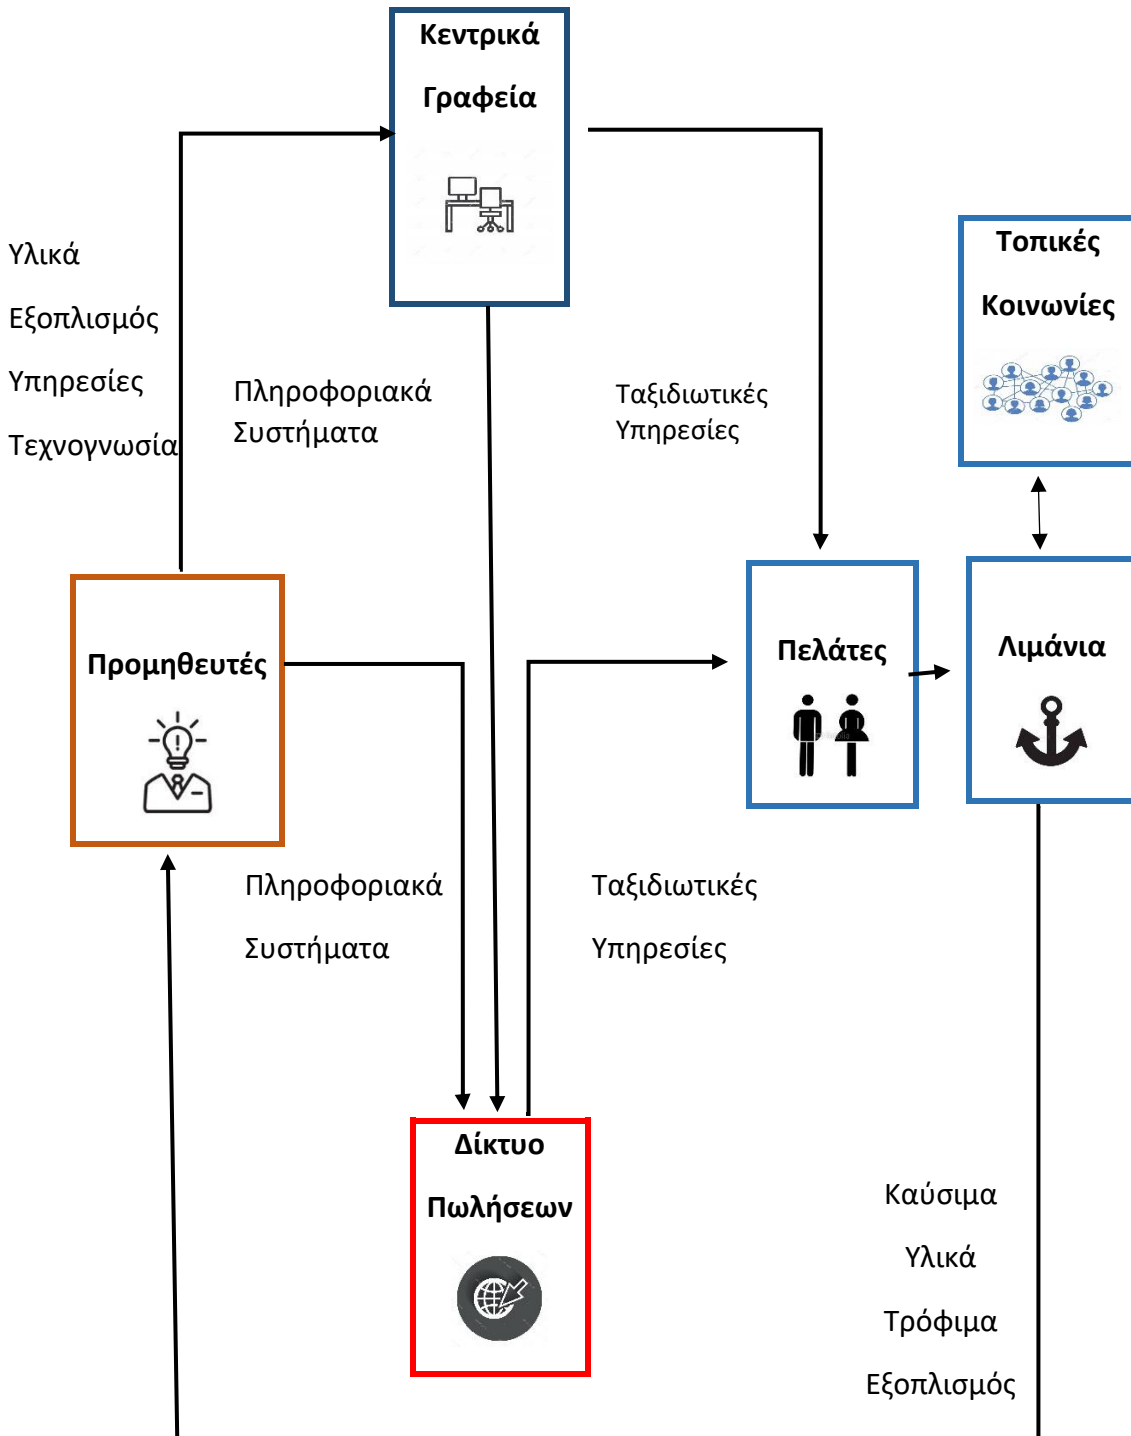 Κεντρικά
Γραφεία
Τοπικές
Κοινωνίες
Υλικά
Εξοπλισμός
Υπηρεσίες
Τεχνογνωσία
Πληροφοριακά
Συστήματα
Ταξιδιωτικές
Υπηρεσίες
Προμηθευτές
Πελάτες
Λιμάνια
Πληροφοριακά
Συστήματα
Ταξιδιωτικές
Υπηρεσίες
Δίκτυο
Πωλήσεων
Καύσιμα
Υλικά
Τρόφιμα
Εξοπλισμός